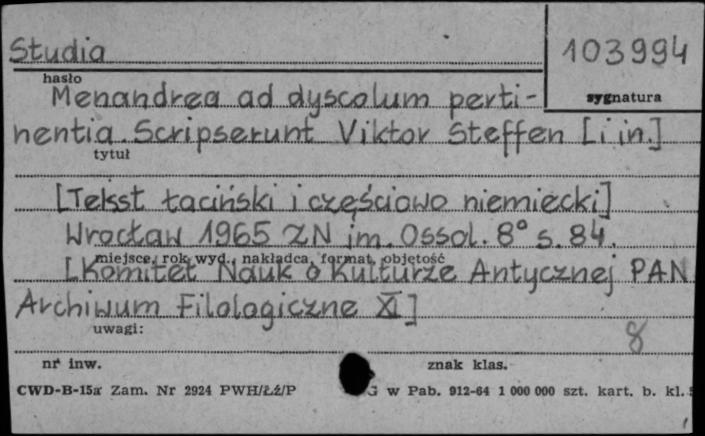 Studia
103994
hasło
sygnatura
Menandrea ad dyscolum perti-
nentia. Scripserunt Viktor Steffen [i in.]
tytuł
[Tekst łaciński i częściowo niemiecki]
Wrocław 1965 ZN im. Ossol. 8° s. 84.
miejsce, rok wyd., nakładca, format, objętość
[Komitet Nauk o Kulturze Antycznej PAN
Archiwum Filologiczne XI]
uwagi:
8
nr inw.
znak klas.
CWD-B-15a Zam. Nr 2924 PWH/Łź/P G w Pab. 912-64 1 000 000 szt. kart. b. kl.